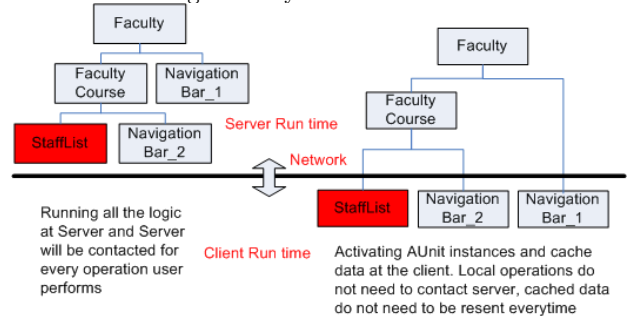 Faculty
Faculty
Course
Navigation
Bar_1
StaffList
Navigation
Bar_2
Server Run time
Network
Faculty
Faculty
Course
StaffList
Navigation
Bar_2
Navigation
Bar_1
Running all the logic
at Server and Server
will be contacted for
every operation user
performs
Client Run time
Activating AUnit instances and cache
data at the client. Local operations do
not need to contact server, cached data
do not need to be resent everytime